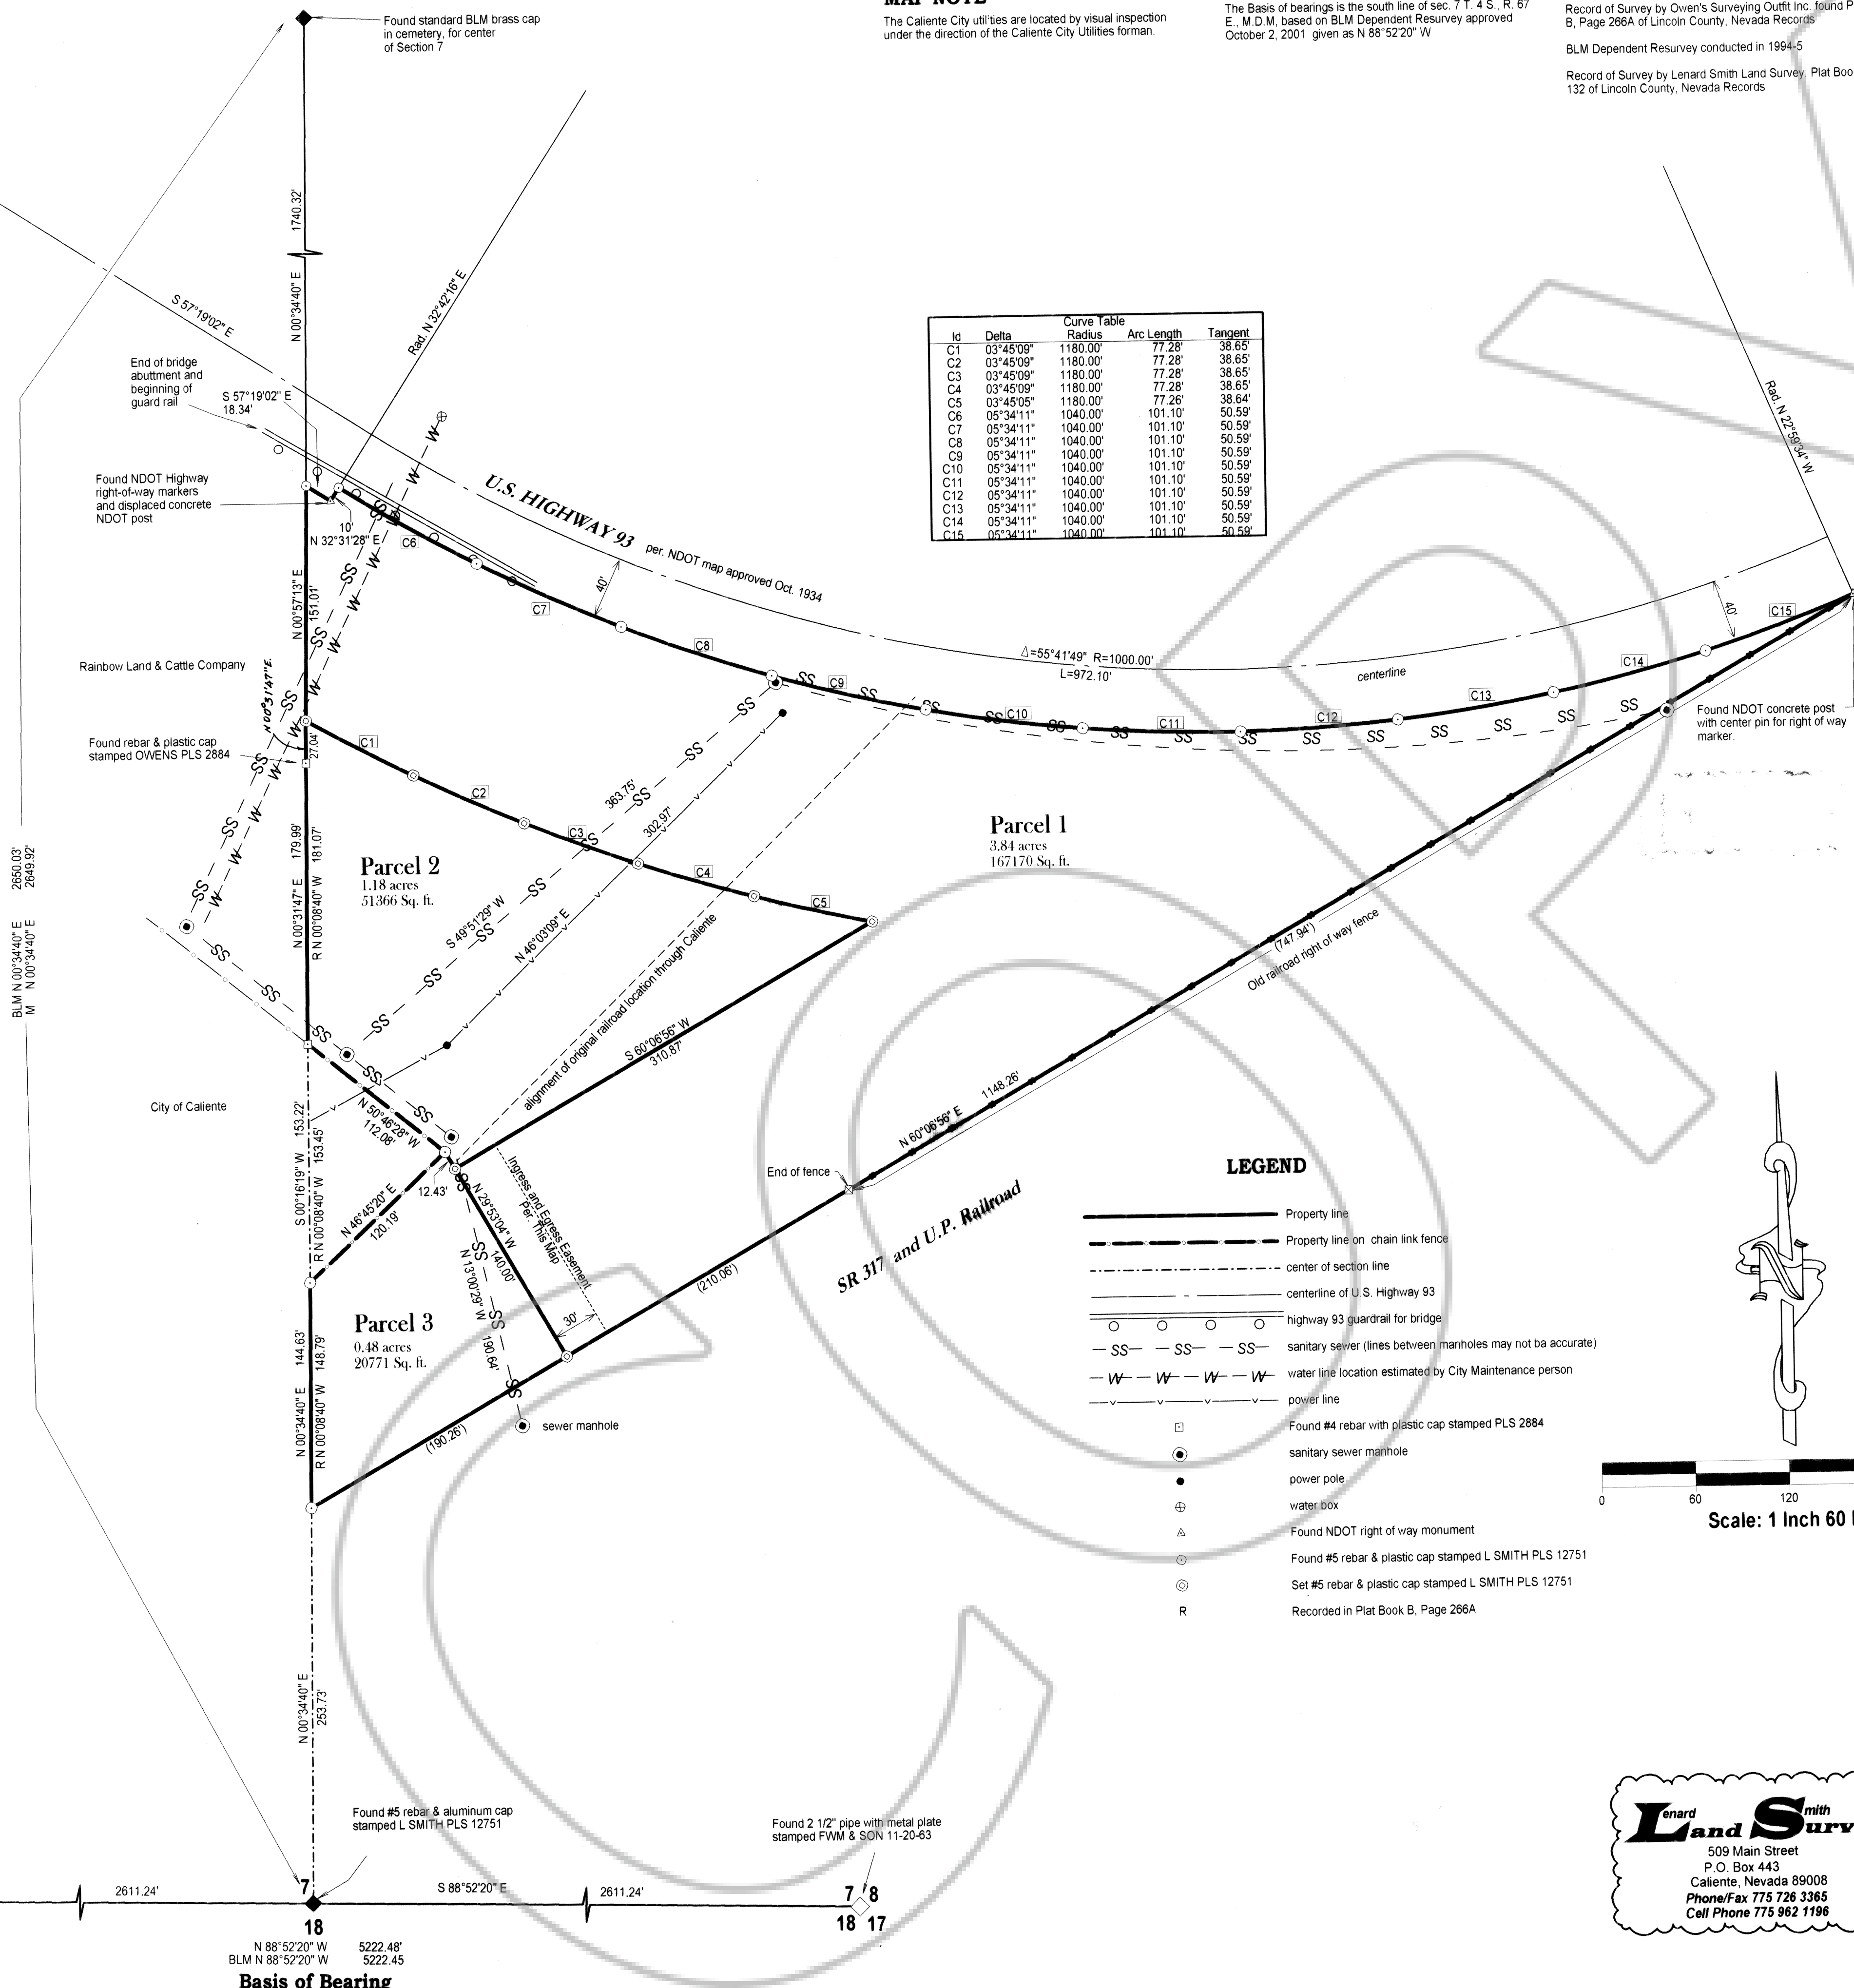 Found standard BLM brass cap
in cemetery, for center
of Section 7
MAP NOTE
The Caliente City util'ties are located by visual inspection
under the direction of the Caliente City Utilities forman.
The Basis of bearings is the south line of sec. 7 T. 4 S., R. 67
E., M.D.M, based on BLM Dependent Resurvey approved
October 2, 2001 given as N 88°52'20" W
Record of Survey by Owen's Surveying Outfit Inc. found P
B, Page 266A of Lincoln County, Nevada Records
BLM Dependent Resurvey conducted in 1994-5
Record of Survey by Lenard Smith Land Survey, Plat Boo
132 of Lincoln County, Nevada Records
1740.32'
N 00°34'40" E
S 57°19'02" E
Rad. N 32°42'16" E
End of bridge
abuttment and
beginning of
guard rail
S 57°19'02" E
18.34'
Found NDOT Highway
right-of-way markers
and displaced concrete
NDOT post
10'
N 32°31'28" E
U.S. HIGHWAY 93
per. NDOT map approved Oct. 1934
40'
Curve Table
Id Delta Radius Arc Length Tangent
C1 03°45'09" 1180.00' 77.28' 38.65'
C2 03°45'09" 1180.00' 77.28' 38.65'
C3 03°45'09" 1180.00' 77.28' 38.65'
C4 03°45'09" 1180.00' 77.28' 38.65'
C5 03°45'05" 1180.00' 77.26' 38.64'
C6 05°34'11" 1040.00' 101.10' 50.59'
C7 05°34'11" 1040.00' 101.10' 50.59'
C8 05°34'11" 1040.00' 101.10' 50.59'
C9 05°34'11" 1040.00' 101.10' 50.59'
C10 05°34'11" 1040.00' 101.10' 50.59'
C11 05°34'11" 1040.00' 101.10' 50.59'
C12 05°34'11" 1040.00' 101.10' 50.59'
C13 05°34'11" 1040.00' 101.10' 50.59'
C14 05°34'11" 1040.00' 101.10' 50.59'
C15 05°34'11" 1040.00' 101.10' 50.59'
Rad. N 22°59'34" W
C6
C7
C8
C9
C10
C11
C12
C13
C14
C15
40'
Δ=55°41'49" R=1000.00'
L=972.10'
centerline
Found NDOT concrete post
with center pin for right of way
marker.
N 00°57'13" E
151.01'
Rainbow Land & Cattle Company
N 00°31'47" E.
Found rebar & plastic cap
stamped OWENS PLS 2884
27.04'
C1
C2
C3
C4
C5
363.75'
302.97'
Parcel 1
3.84 acres
167170 Sq. ft.
Parcel 2
1.18 acres
51366 Sq. ft.
N 00°31'47" E 179.99'
R N 00°08'40" W 181.07'
S 49°51'29" W
N 46°03'09" E
alignment of original railroad location through Caliente
S 60°06'56" W
310.87'
(747.94')
Old railroad right of way fence
BLM N 00°34'40" E 2650.03'
M N 00°34'40" E 2649.92'
City of Caliente
N 50°46'28" W
112.08'
S 00°16'19" W 153.22'
R N 00°08'40" W 153.45'
N 46°45'20" E
120.19'
12.43'
N 29°53'04" W 140.00'
Ingress and Egress Easement
Per. This Map
N 13°00'29" W 190.64'
30'
N 60°06'56" E 1148.26'
End of fence
(210.06')
SR 317 and U.P. Railroad
Parcel 3
0.48 acres
20771 Sq. ft.
N 00°34'40" E 144.63'
R N 00°08'40" W 148.79'
(190.26')
sewer manhole
LEGEND
Property line
Property line on chain link fence
center of section line
centerline of U.S. Highway 93
highway 93 guardrail for bridge
SS SS SS sanitary sewer (lines between manholes may not ba accurate)
W W W W water line location estimated by City Maintenance person
power line
Found #4 rebar with plastic cap stamped PLS 2884
sanitary sewer manhole
power pole
water box
Found NDOT right of way monument
Found #5 rebar & plastic cap stamped L SMITH PLS 12751
Set #5 rebar & plastic cap stamped L SMITH PLS 12751
R Recorded in Plat Book B, Page 266A
N
0 60 120
Scale: 1 Inch 60
N 00°34'40" E
253.73'
Found #5 rebar & aluminum cap
stamped L SMITH PLS 12751
Found 2 1/2" pipe with metal plate
stamped FWM & SON 11-20-63
2611.24'
7
S 88°52'20" E
2611.24'
7 8
18
18 17
N 88°52'20" W 5222.48'
BLM N 88°52'20" W 5222.45
Basis of Bearing
Lenard Smith
Land Surv
509 Main Street
P.O. Box 443
Caliente, Nevada 89008
Phone/Fax 775 726 3365
Cell Phone 775 962 1196